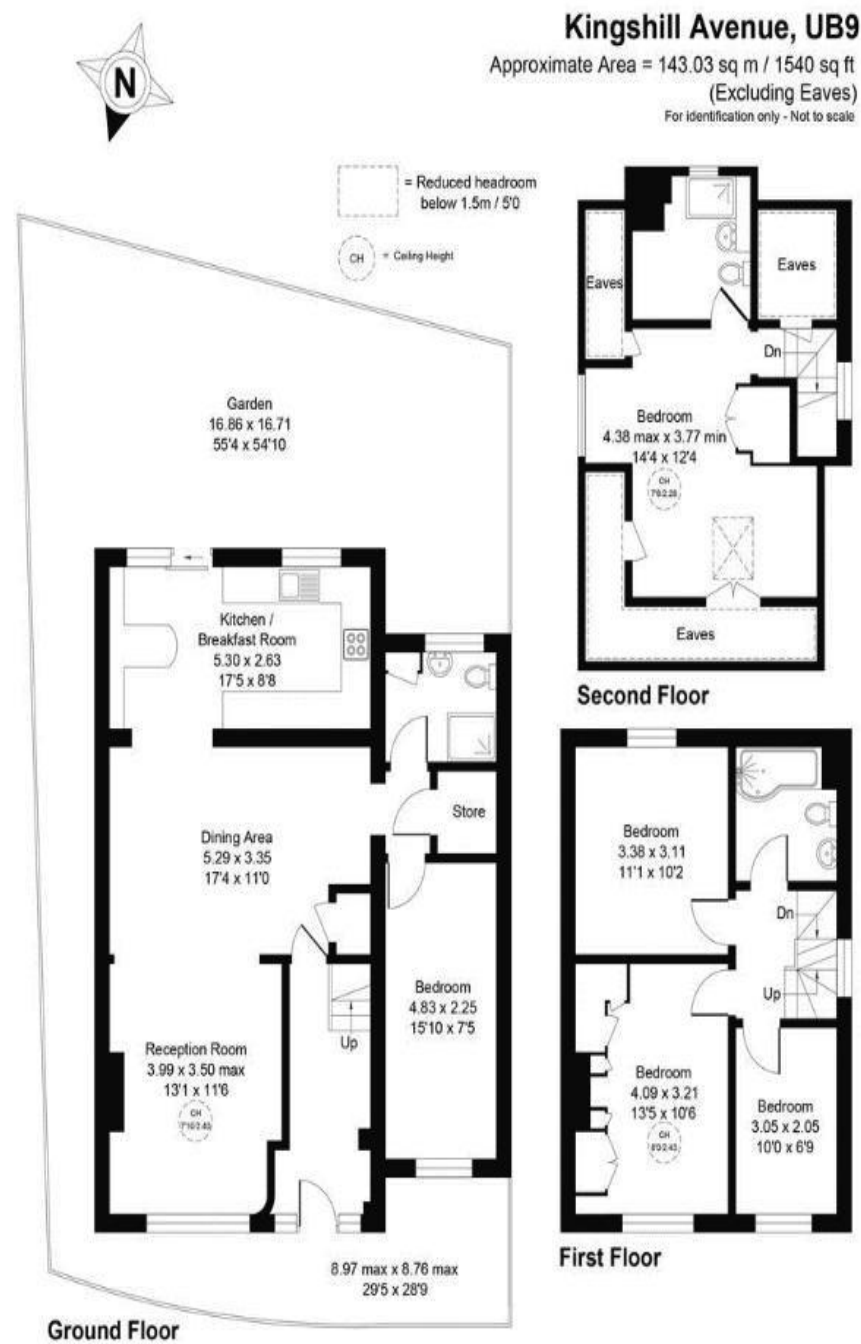 Kingshill Avenue, UB9
Approximate Area = 143.03 sq m / 1540 sq ft
(Excluding Eaves)
For identification only - Not to scale
N
= Reduced headroom
below 1.5m / 5'0
CH
= Ceiling Height
Garden
16.86 x 16.71
55'4 x 54'10
Kitchen /
Breakfast Room
5.30 x 2.63
17'5 x 8'8
Dining Area
5.29 x 3.35
17'4 x 11'0
Store
Bedroom
4.83 x 2.25
15'10 x 7'5
Up
Reception Room
3.99 x 3.50 max
13'1 x 11'6
CH
8.97 max x 8.76 max
29'5 x 28'9
Ground Floor
Eaves
Eaves
Dn
Bedroom
4.38 max x 3.77 min
14'4 x 12'4
CH
Eaves
Second Floor
Bedroom
3.38 x 3.11
11'1 x 10'2
Dn
Up
Bedroom
4.09 x 3.21
13'5 x 10'6
CH
Bedroom
3.05 x 2.05
10'0 x 6'9
First Floor